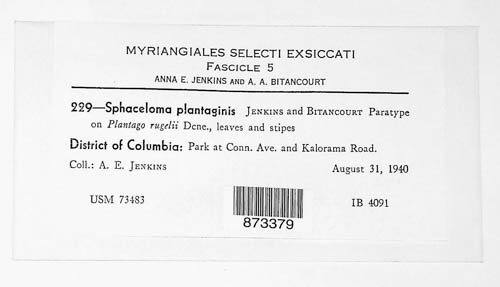 MYRIANGIALES SELECTI EXSICCATI
FASCICLE 5
ANNA E. JENKINS AND A. A. BITANCOURT
229—Sphaceloma plantaginis JENKINS and BITANCOURT Paratype
on Plantago rugelii Dcne., leaves and stipes
District of Columbia: Park at Conn. Ave. and Kalorama Road.
Coll.: A. E. JENKINS August 31, 1940
USM 73483 IB 4091
873379